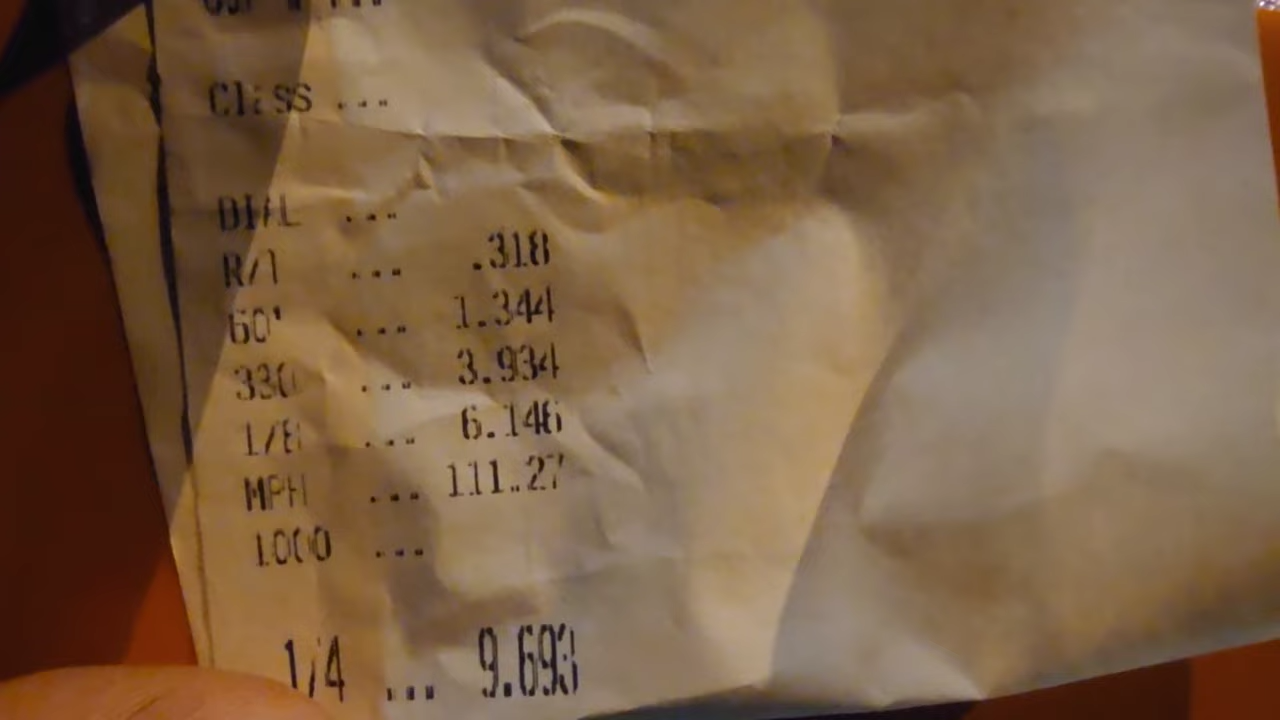 Class ...
DIAL ...
R/T ... .318
60' ... 1.344
330 ... 3.934
1/8 ... 6.146
MPH ... 111.27
1000 ...
1/4 ... 9.693